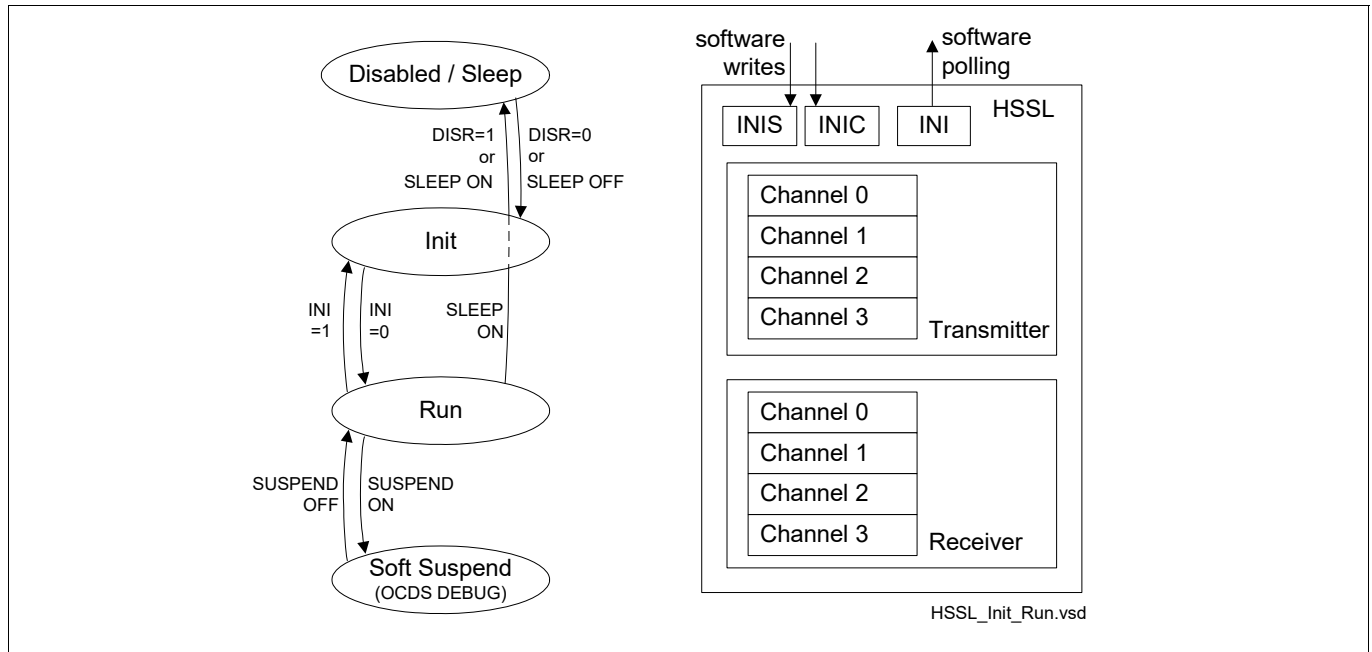 Disabled / Sleep
DISR=1
or
SLEEP ON
DISR=0
or
SLEEP OFF
Init
INI
=1
INI
=0
SLEEP
ON
Run
SUSPEND
OFF
SUSPEND
ON
Soft Suspend
(OCDS DEBUG)
software
writes
software
polling
HSSL
INIS
INIC
INI
Channel 0
Channel 1
Channel 2
Channel 3
Transmitter
Channel 0
Channel 1
Channel 2
Channel 3
Receiver
HSSL_Init_Run.vsd